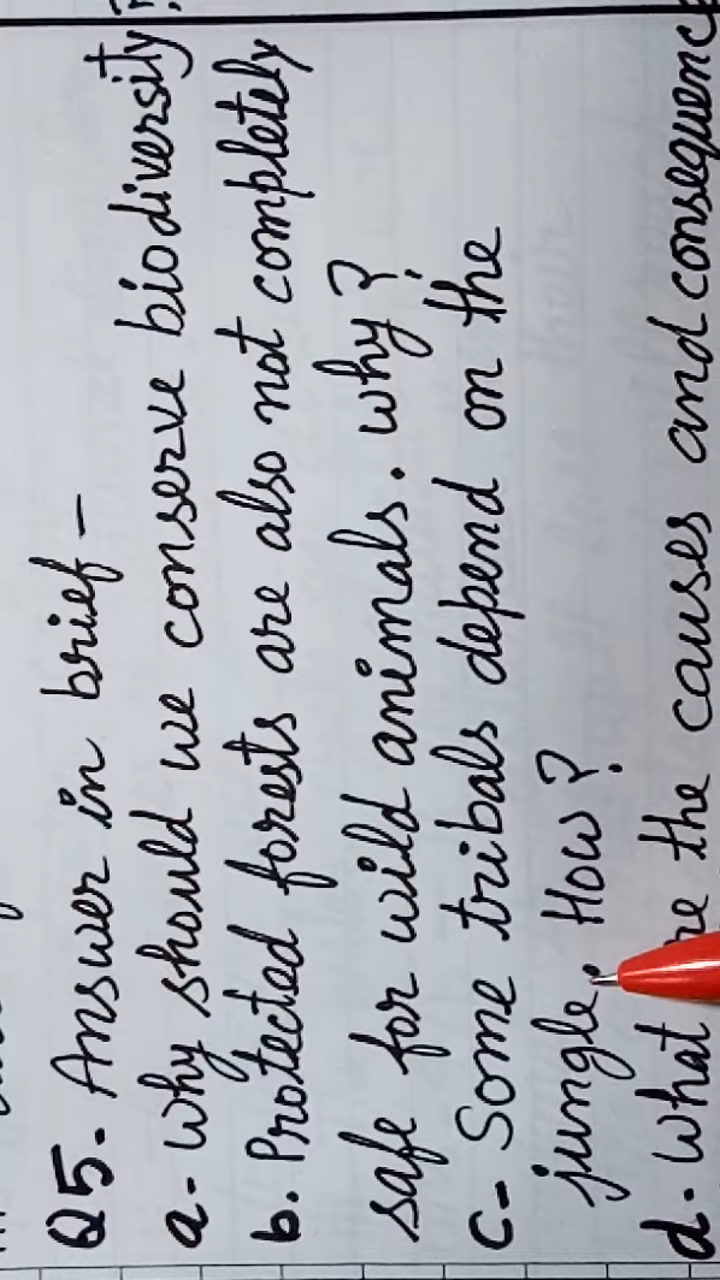 Q5. Answer in brief -
a- Why should we conserve biodiversity?
b. Protected forests are also not completely
safe for wild animals. why?
c- Some tribals depend on the
jungle. How?
d. What the causes and